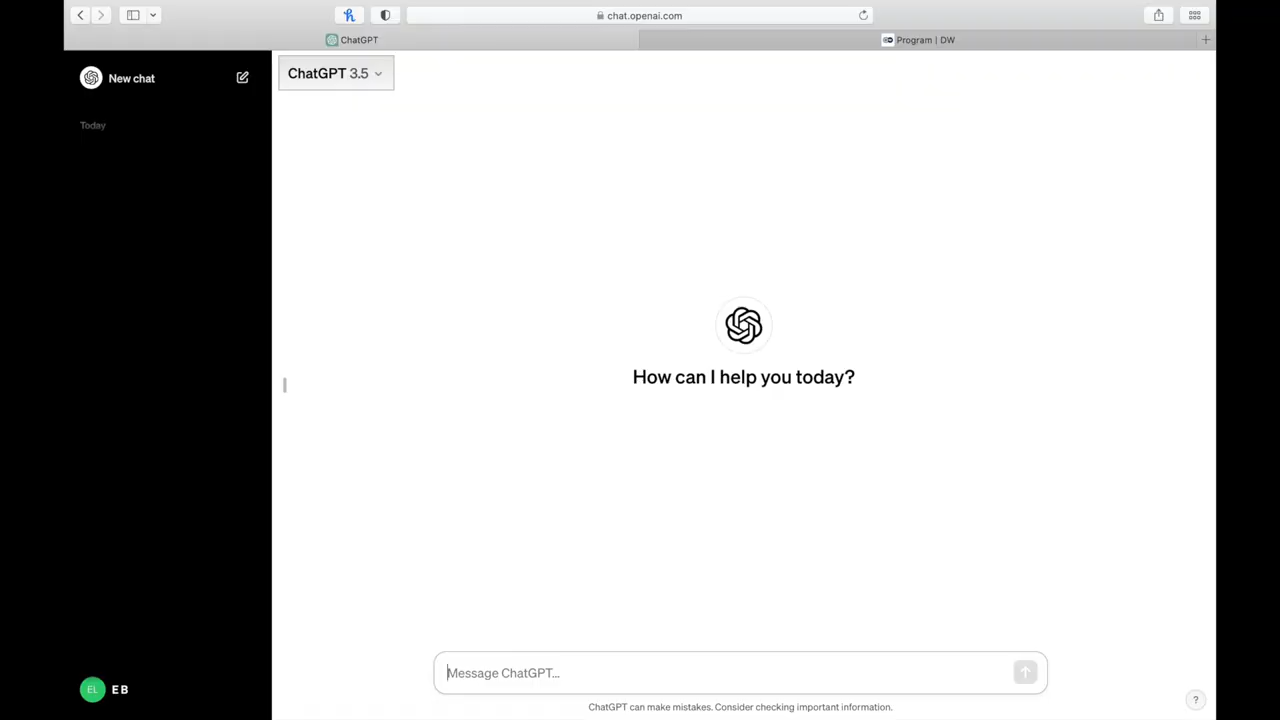 chat.openai.com
ChatGPT
Program | DW
New chat
ChatGPT 3.5
Today
How can I help you today?
Message ChatGPT...
EL
E B
ChatGPT can make mistakes. Consider checking important information.
?